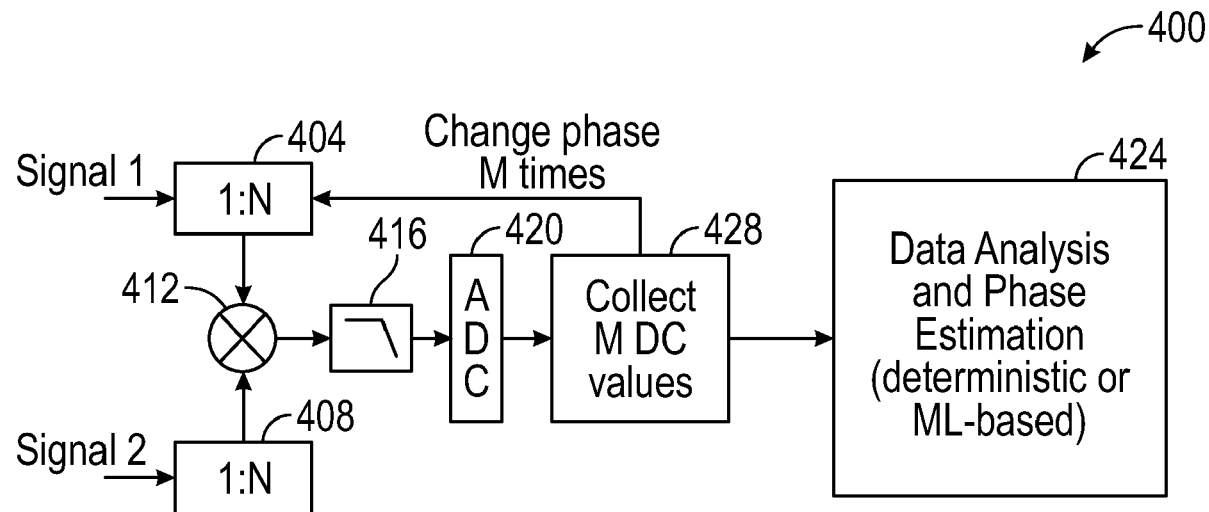 400
404
Change phase
M times
424
Signal 1
1:N
416
420
428
Data Analysis
and Phase
Estimation
(deterministic or
ML-based)
412
A
D
C
Collect
M DC
values
408
Signal 2
1:N